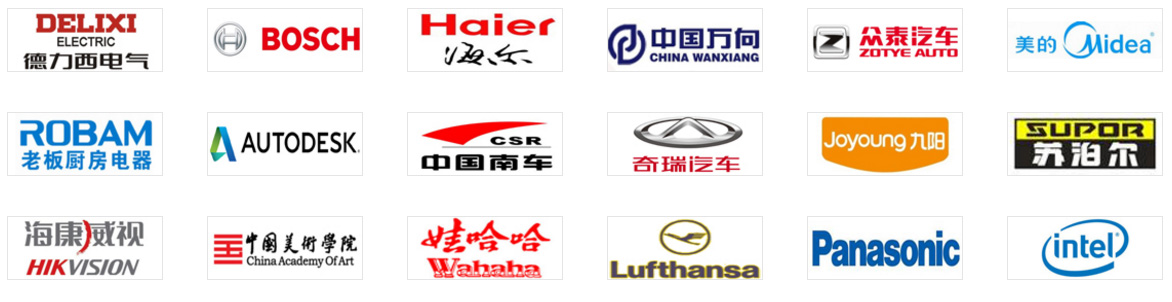 DELIXI
ELECTRIC
德力西电气
BOSCH
Haier
海尔
中国万向
CHINA WANXIANG
众泰汽车
ZOTYE AUTO
美的 Midea
ROBAM
老板厨房电器
AUTODESK
CSR
中国南车
奇瑞汽车
Joyoung 九阳
SUPOR
苏泊尔
海康威视
HIKVISION
中国美術學院
China Academy Of Art
娃哈哈
Wahaha
Lufthansa
Panasonic
intel